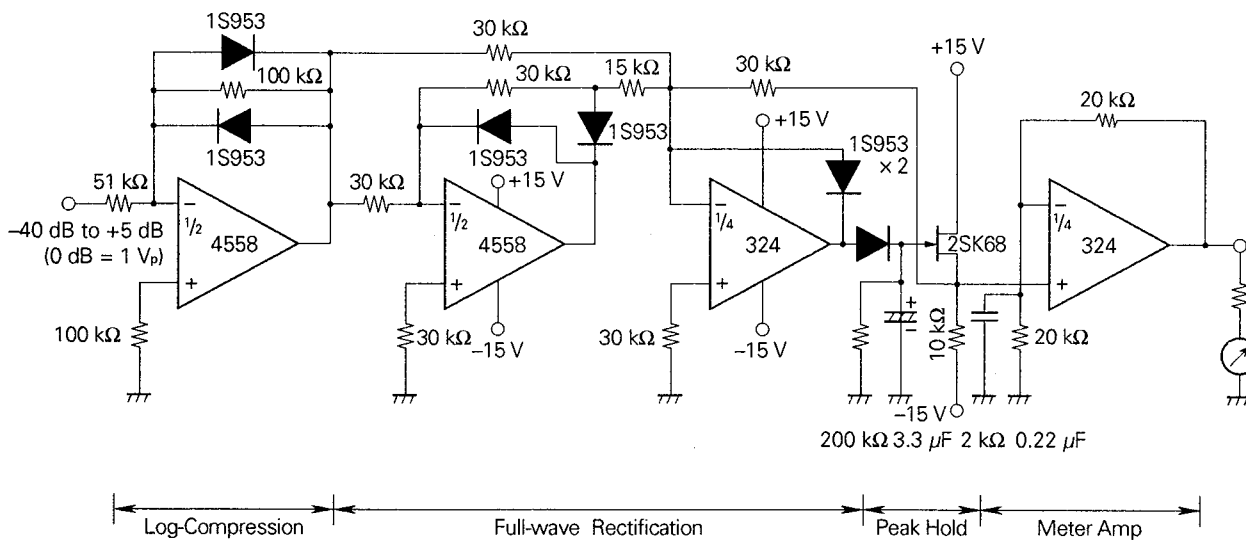 1S953
100 kΩ
1S953
51 kΩ
–40 dB to +5 dB
(0 dB = 1 Vp)
−
1/2
4558
+
100 kΩ
30 kΩ
30 kΩ
15 kΩ
1S953
1S953
30 kΩ
+15 V
−
1/2
4558
+
30 kΩ
–15 V
30 kΩ
+15 V
1S953
× 2
−
1/4
324
+
30 kΩ
–15 V
+15 V
2SK68
+
−
10 kΩ
–15 V
200 kΩ 3.3 μF 2 kΩ 0.22 μF
20 kΩ
−
1/4
324
+
20 kΩ
Log-Compression
Full-wave Rectification
Peak Hold
Meter Amp